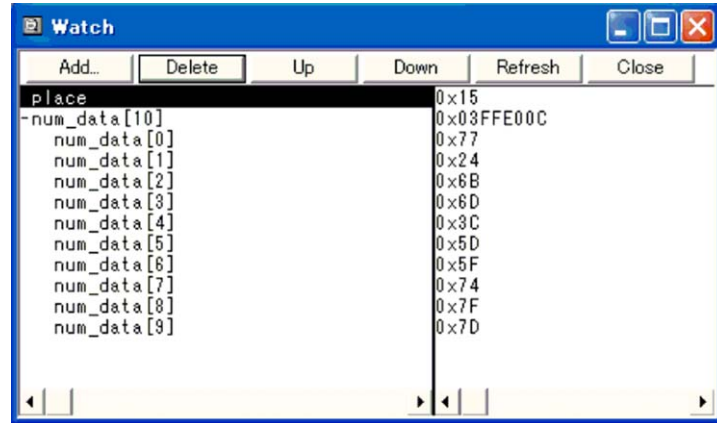 Watch
Add... Delete Up Down Refresh Close
place 0x15
-num_data[10] 0x03FFE00C
num_data[0] 0x77
num_data[1] 0x24
num_data[2] 0x6B
num_data[3] 0x6D
num_data[4] 0x3C
num_data[5] 0x5D
num_data[6] 0x5F
num_data[7] 0x74
num_data[8] 0x7F
num_data[9] 0x7D